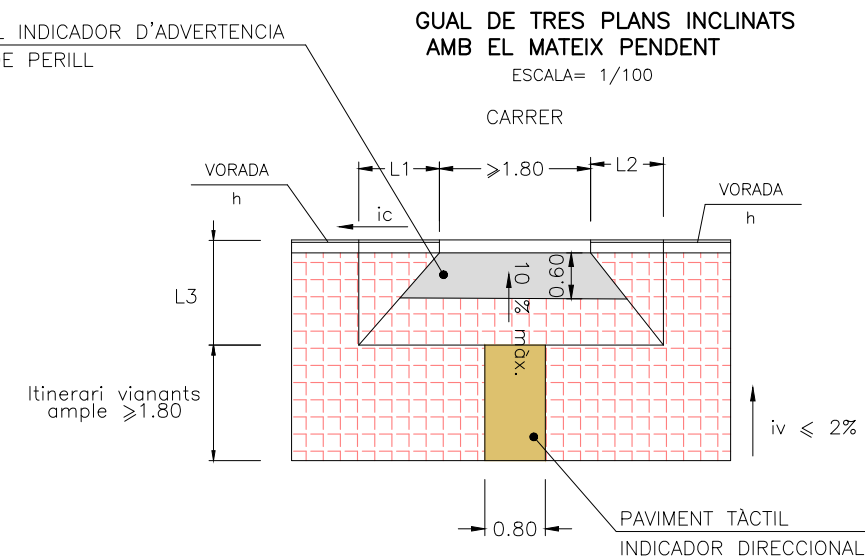 INDICADOR D'ADVERTENCIA
DE PERILL
GUAL DE TRES PLANS INCLINATS
AMB EL MATEIX PENDENT
ESCALA= 1/100
CARRER
VORADA
h
L1
≥1.80
L2
VORADA
h
ic
L3
0.60
10 % màx.
Itinerari vianants
ample ≥1.80
iv ≤ 2%
0.80
PAVIMENT TÀCTIL
INDICADOR DIRECCIONAL